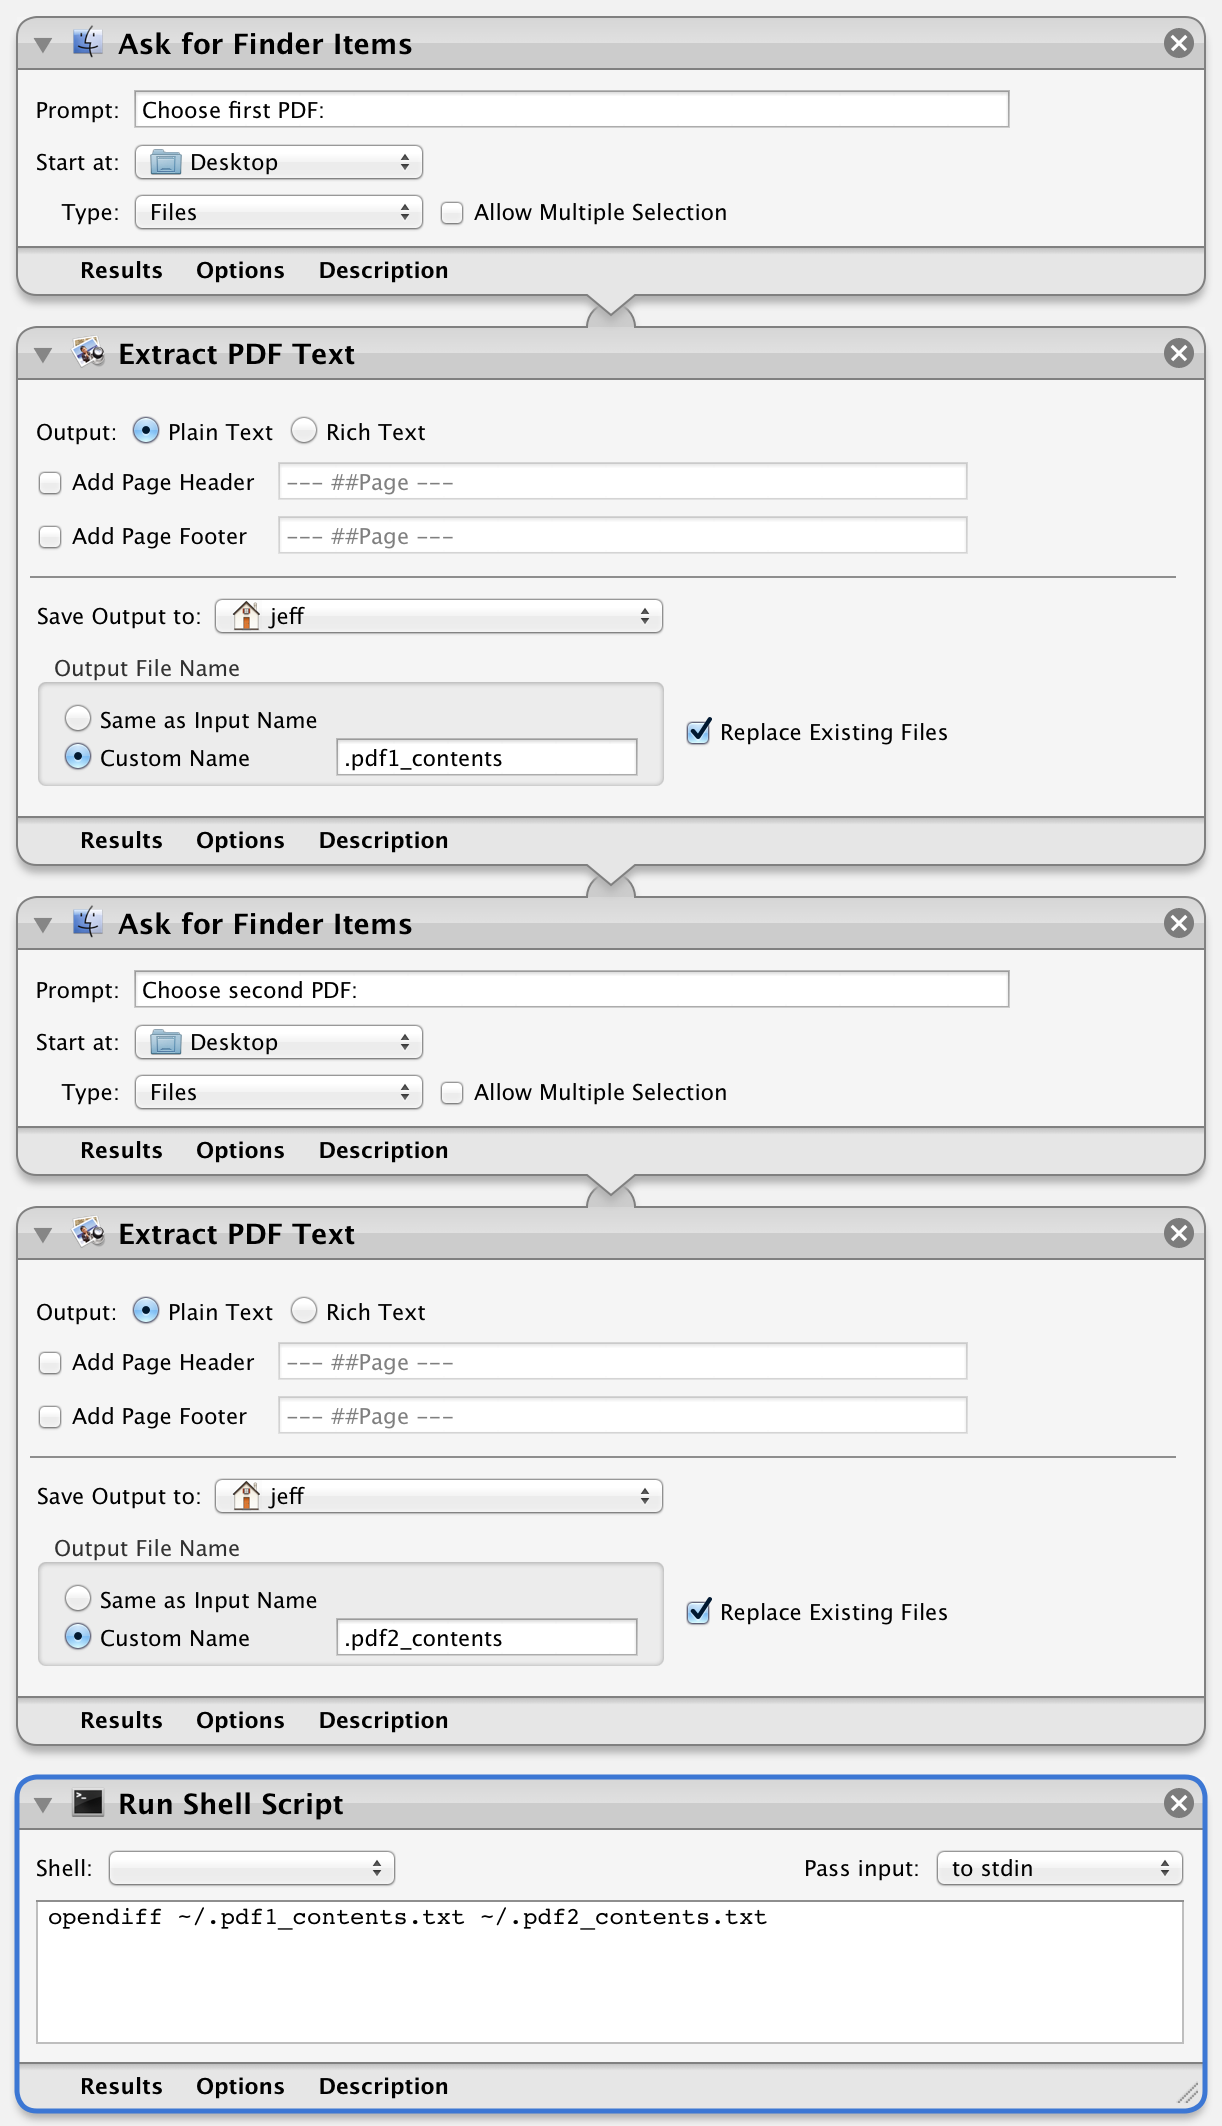 Ask for Finder Items
Prompt: Choose first PDF:
Start at: Desktop
Type: Files Allow Multiple Selection
Results Options Description
Extract PDF Text
Output: Plain Text Rich Text
Add Page Header --- ##Page ---
Add Page Footer --- ##Page ---
Save Output to: jeff
Output File Name
Same as Input Name
Replace Existing Files
Custom Name .pdf1_contents
Results Options Description
Ask for Finder Items
Prompt: Choose second PDF:
Start at: Desktop
Type: Files Allow Multiple Selection
Results Options Description
Extract PDF Text
Output: Plain Text Rich Text
Add Page Header --- ##Page ---
Add Page Footer --- ##Page ---
Save Output to: jeff
Output File Name
Same as Input Name
Replace Existing Files
Custom Name .pdf2_contents
Results Options Description
Run Shell Script
Shell: Pass input: to stdin
opendiff ~/.pdf1_contents.txt ~/.pdf2_contents.txt
Results Options Description